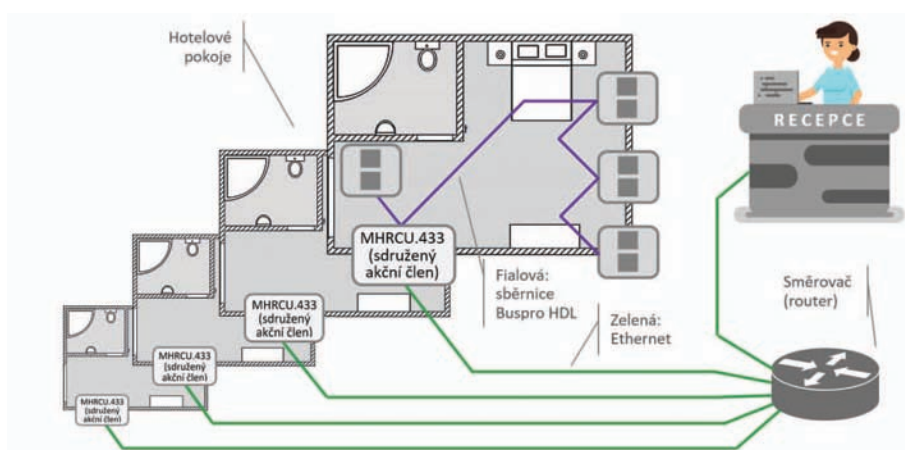 Hotelové
pokoje
RECEPCE
MHRCU.433
(sdružený
akční člen)
Fialová:
sběrnice
Buspro HDL
Směrovač
(router)
MHRCU.433
(sdružený
akční člen)
Zelená:
Ethernet
MHRCU.433
(sdružený
akční člen)
MHRCU.433
(sdružený
akční člen)